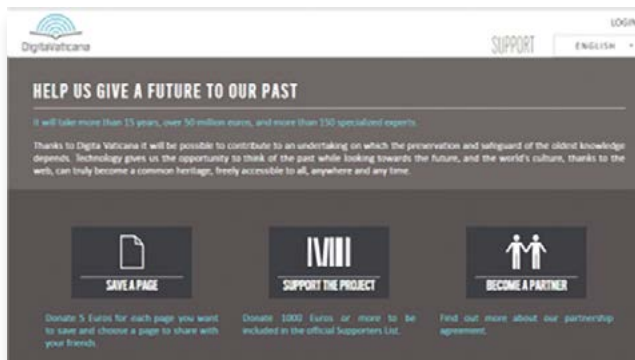 LOGIN
DigitaVaticana
SUPPORT
ENGLISH
HELP US GIVE A FUTURE TO OUR PAST
It will take more than 15 years, over 50 million euros, and more than 150 specialized experts.
Thanks to Digita Vaticana it will be possible to contribute to an undertaking on which the preservation and safeguard of the oldest knowledge
depends. Technology gives us the opportunity to think of the past while looking towards the future, and the world's culture, thanks to the
web, can truly become a common heritage, freely accessible to all, anywhere and any time.
SAVE A PAGE
Donate 5 Euros for each page you want
to save and choose a page to share with
your friends.
SUPPORT THE PROJECT
Donate 1000 Euros or more to be
included in the official Supporters List.
BECOME A PARTNER
Find out more about our partnership
agreement.